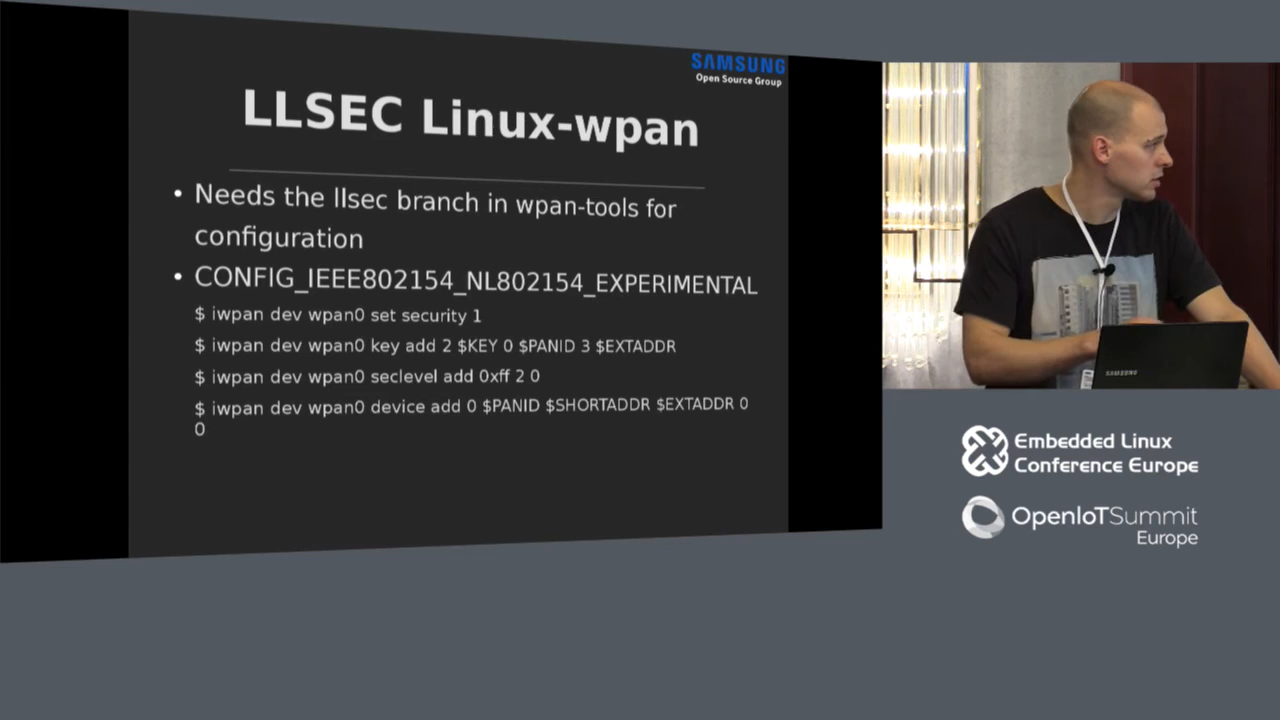 SAMSUNG
Open Source Group
LLSEC Linux-wpan
• Needs the llsec branch in wpan-tools for
configuration
• CONFIG_IEEE802154_NL802154_EXPERIMENTAL
$ iwpan dev wpan0 set security 1
$ iwpan dev wpan0 key add 2 $KEY 0 $PANID 3 $EXTADDR
$ iwpan dev wpan0 seclevel add 0xff 2 0
$ iwpan dev wpan0 device add 0 $PANID $SHORTADDR $EXTADDR 0
0
SAMSUNG
Embedded Linux
Conference Europe
OpenIoTSummit
Europe